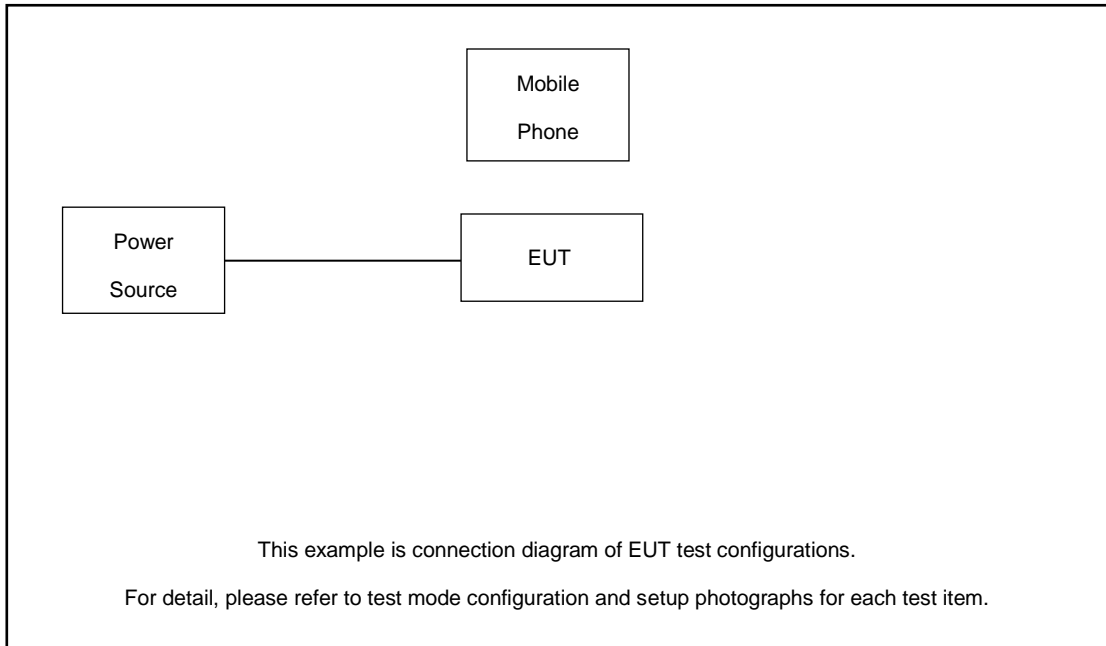 Mobile
Phone
Power
Source
EUT
This example is connection diagram of EUT test configurations.
For detail, please refer to test mode configuration and setup photographs for each test item.